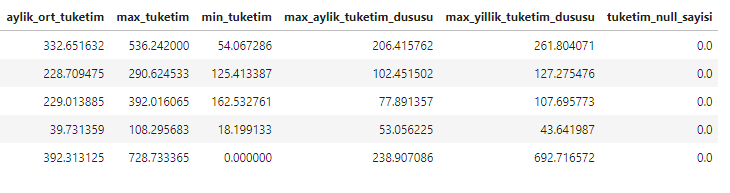 aylik_ort_tuketim max_tuketim min_tuketim max_aylik_tuketim_dususu max_yillik_tuketim_dususu tuketim_null_sayisi
332.651632 536.242000 54.067286 206.415762 261.804071 0.0
228.709475 290.624533 125.413387 102.451502 127.275476 0.0
229.013885 392.016065 162.532761 77.891357 107.695773 0.0
39.731359 108.295683 18.199133 53.056225 43.641987 0.0
392.313125 728.733365 0.000000 238.907086 692.716572 0.0